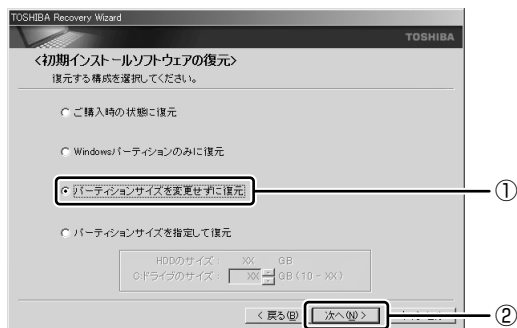 TOSHIBA Recovery Wizard
TOSHIBA
<初期インストールソフトウェアの復元>
復元する構成を選択してください。
ご購入時の状態に復元
Windowsパーティションのみに復元
パーティションサイズを変更せずに復元
①
パーティションサイズを指定して復元
HDDのサイズ： XX GB
C:ドライブのサイズ： XX GB (10 - XX)
< 戻る(B) 次へ(N) >
②